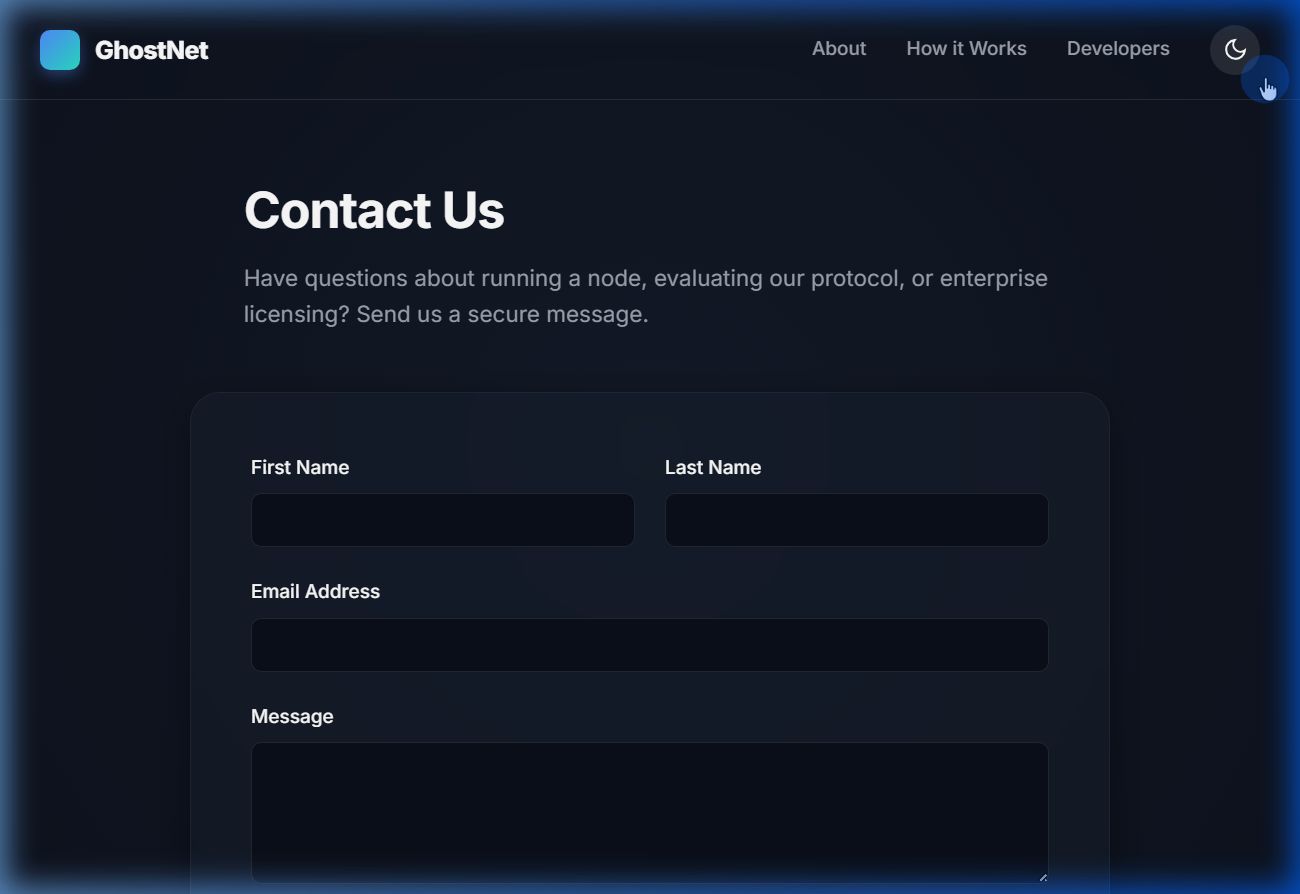 GhostNet
About
How it Works
Developers
Contact Us
Have questions about running a node, evaluating our protocol, or enterprise
licensing? Send us a secure message.
First Name
Last Name
Email Address
Message